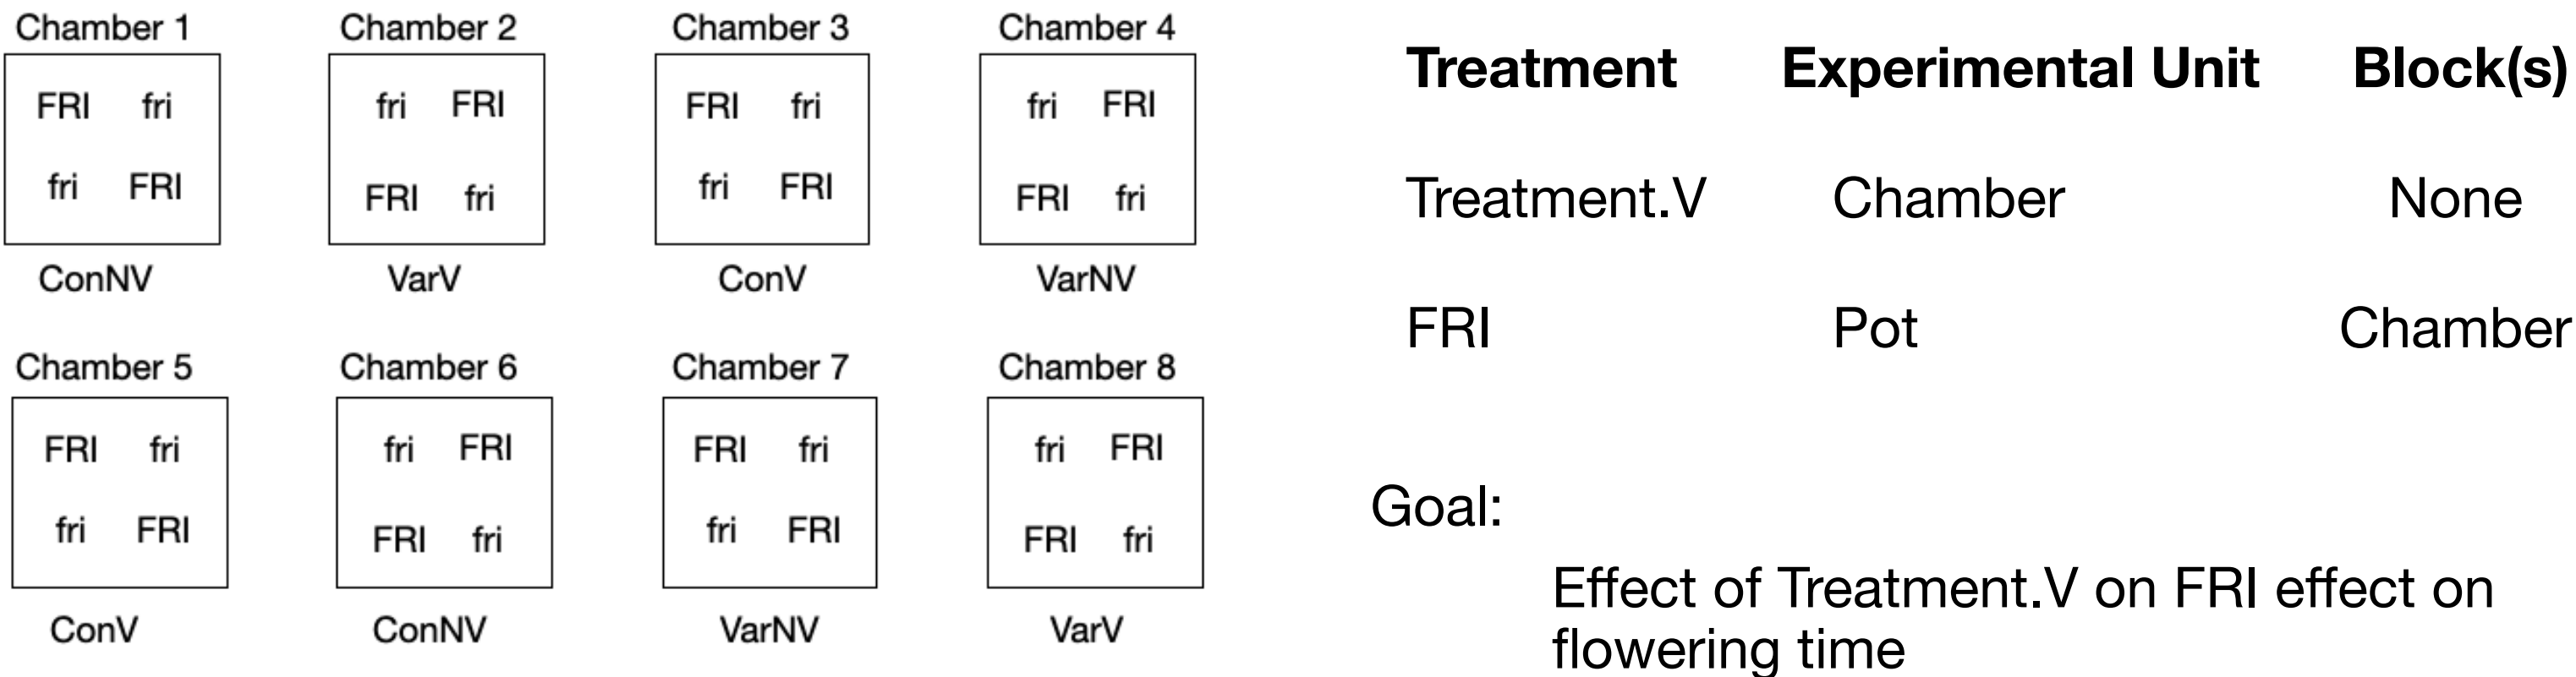 Chamber 1 Chamber 2 Chamber 3 Chamber 4
FRI fri fri FRI FRI fri fri FRI
fri FRI FRI fri fri FRI FRI fri
ConNV VarV ConV VarNV
Chamber 5 Chamber 6 Chamber 7 Chamber 8
FRI fri fri FRI FRI fri fri FRI
fri FRI FRI fri fri FRI FRI fri
ConV ConNV VarNV VarV
Treatment Experimental Unit Block(s)
Treatment.V Chamber None
FRI Pot Chamber
Goal:
Effect of Treatment.V on FRI effect on
flowering time